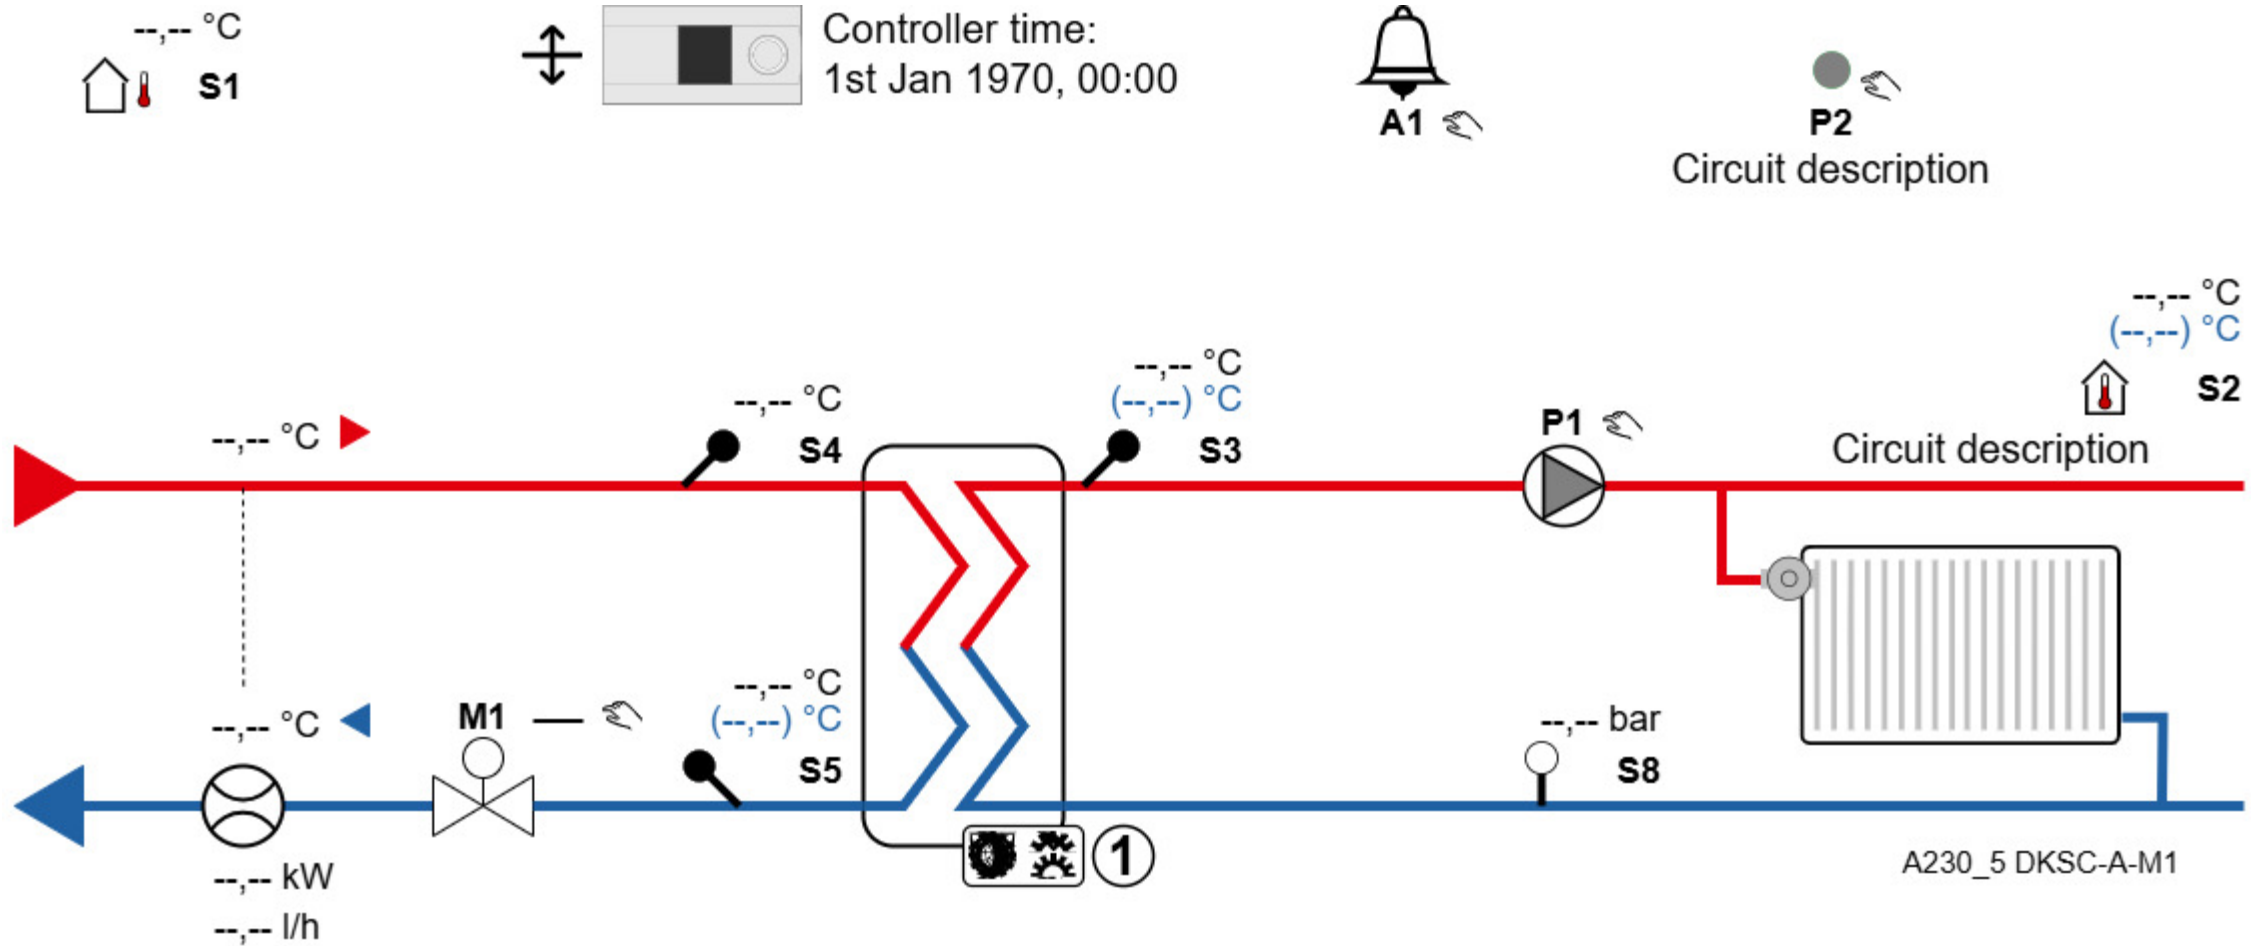 --,-- °C
S1
Controller time:
1st Jan 1970, 00:00
A1
P2
Circuit description
--,-- °C
(--,--) °C
S2
Circuit description
--,-- °C
--,-- °C
S4
--,-- °C
(--,--) °C
S3
P1
--,-- °C
M1
--,-- °C
(--,--) °C
S5
--,-- bar
S8
--,-- kW
--,-- l/h
1
A230_5 DKSC-A-M1